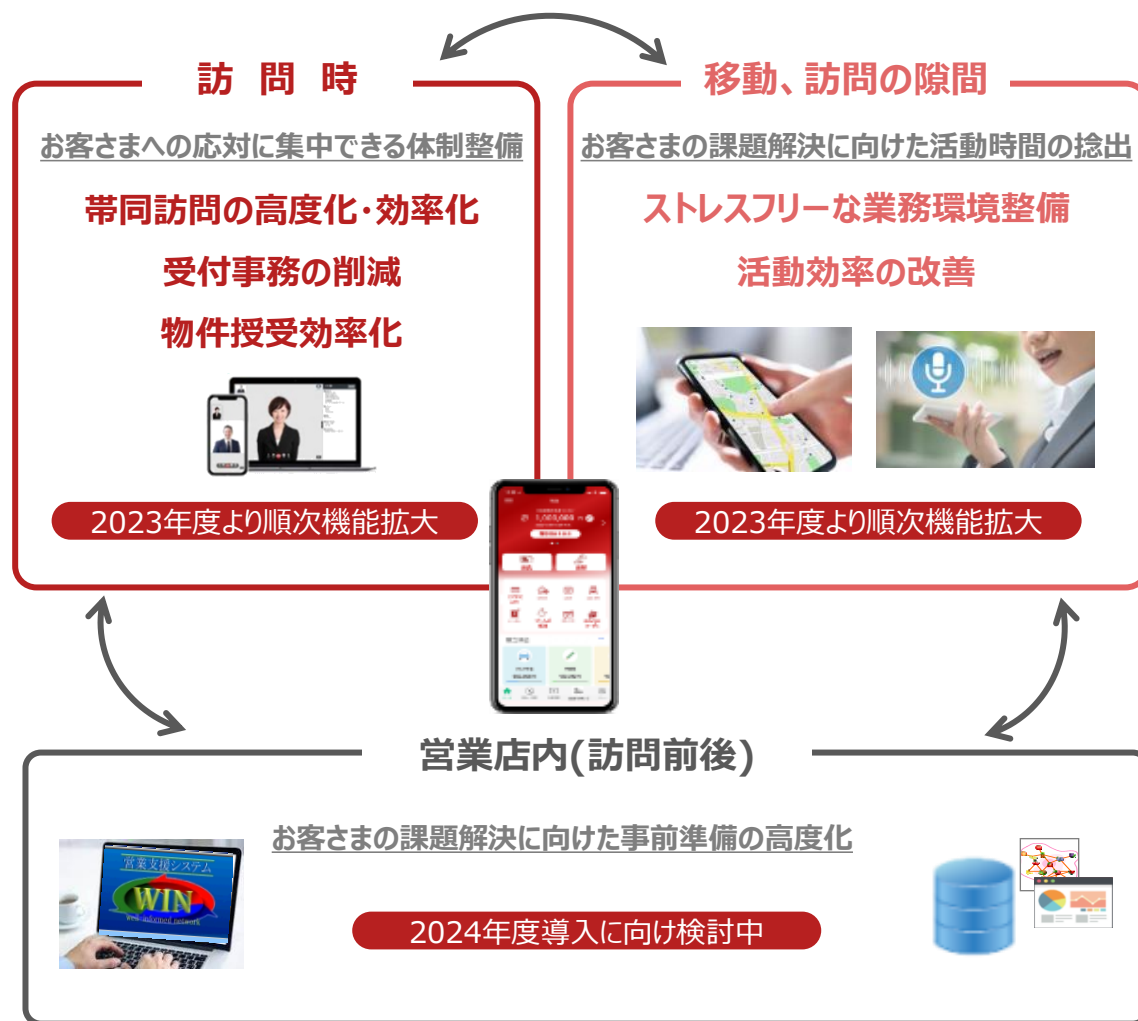 訪 問 時
お客さまへの応対に集中できる体制整備
帯同訪問の高度化・効率化
受付事務の削減
物件授受効率化
2023年度より順次機能拡大
移動、訪問の隙間
お客さまの課題解決に向けた活動時間の捻出
ストレスフリーな業務環境整備
活動効率の改善
2023年度より順次機能拡大
営業店内(訪問前後)
お客さまの課題解決に向けた事前準備の高度化
営業支援システム
WIN
well-informed network
2024年度導入に向け検討中